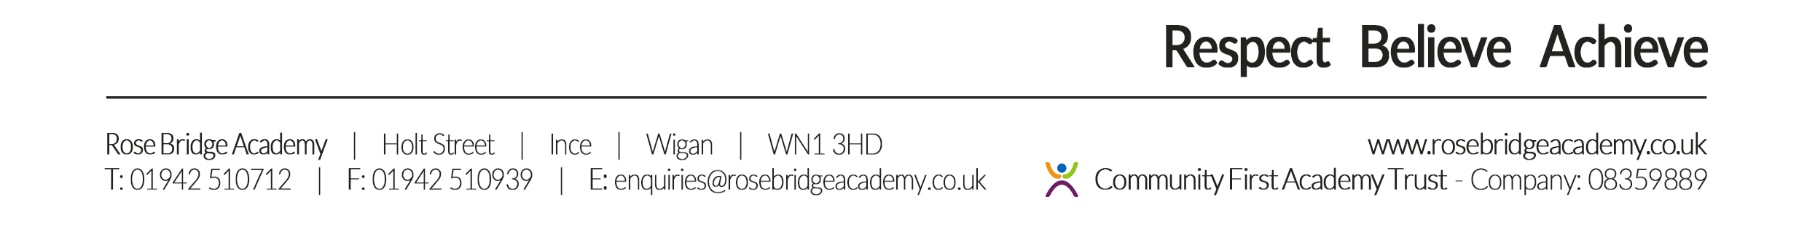 Respect Believe Achieve
Rose Bridge Academy | Holt Street | Ince | Wigan | WN1 3HD www.rosebridgeacademy.co.uk
T: 01942 510712 | F: 01942 510939 | E: enquiries@rosebridgeacademy.co.uk Community First Academy Trust - Company: 08359889